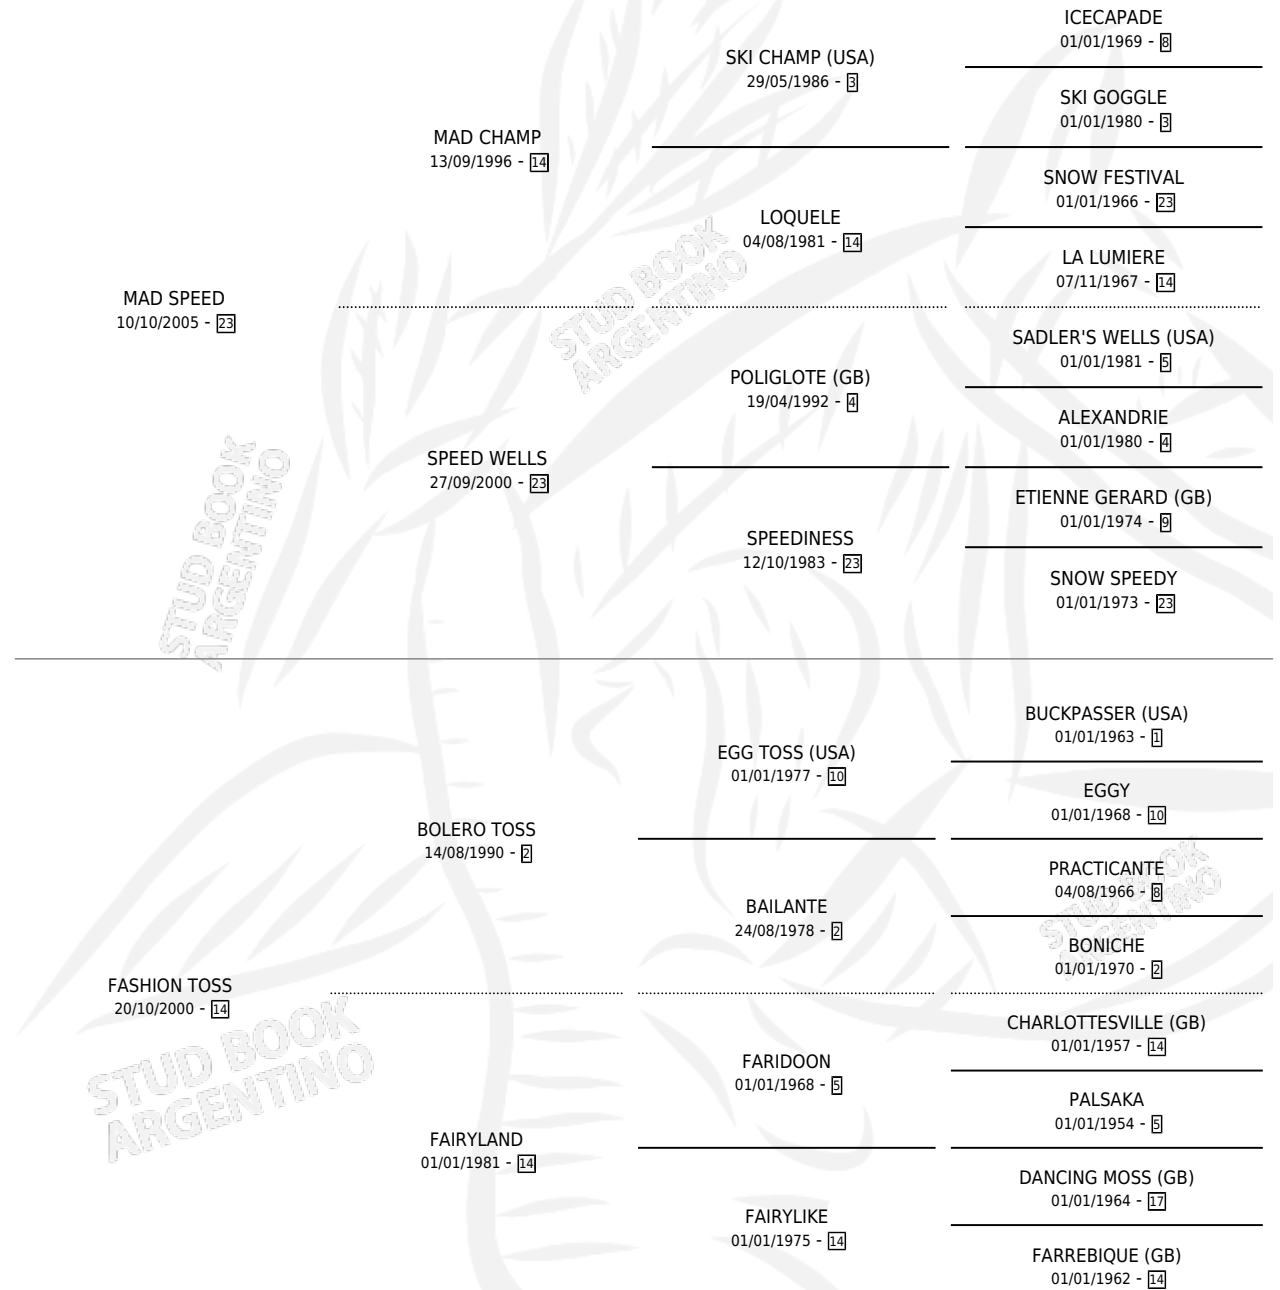 ICECAPADE
01/01/1969 - 8
SKI CHAMP (USA)
29/05/1986 - 3
SKI GOGGLE
01/01/1980 - 3
MAD CHAMP
13/09/1996 - 14
SNOW FESTIVAL
01/01/1966 - 23
LOQUELE
04/08/1981 - 14
LA LUMIERE
07/11/1967 - 14
MAD SPEED
10/10/2005 - 23
SADLER'S WELLS (USA)
01/01/1981 - 5
POLIGLOTE (GB)
19/04/1992 - 4
ALEXANDRIE
01/01/1980 - 4
SPEED WELLS
27/09/2000 - 23
ETIENNE GERARD (GB)
01/01/1974 - 9
SPEEDINESS
12/10/1983 - 23
SNOW SPEEDY
01/01/1973 - 23
STUD BOOK
ARGENTINO
STUD BOOK
ARGENTINO
BUCKPASSER (USA)
01/01/1963 - 1
EGG TOSS (USA)
01/01/1977 - 10
EGGY
01/01/1968 - 10
BOLERO TOSS
14/08/1990 - 2
PRACTICANTE
04/08/1966 - 8
BAILANTE
24/08/1978 - 2
BONICHE
01/01/1970 - 2
FASHION TOSS
20/10/2000 - 14
CHARLOTTESVILLE (GB)
01/01/1957 - 14
FARIDOON
01/01/1968 - 5
PALSAKA
01/01/1954 - 5
FAIRYLAND
01/01/1981 - 14
DANCING MOSS (GB)
01/01/1964 - 17
FAIRYLIKE
01/01/1975 - 14
FARREBIQUE (GB)
01/01/1962 - 14
STUD BOOK
ARGENTINO
STUD BOOK
ARGENTINO